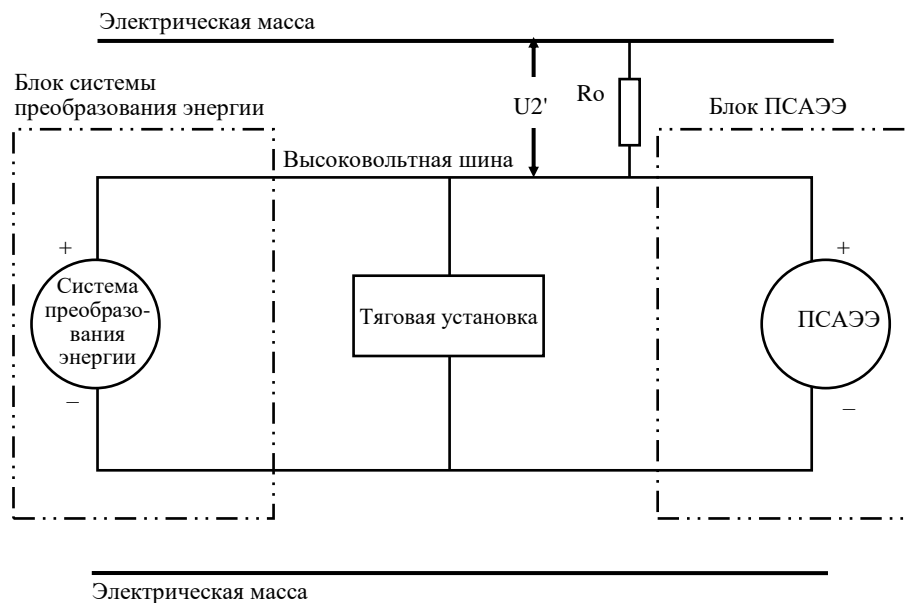 Электрическая масса
Блок системы
преобразования энергии
U2'
Ro
Блок ПСАЭЭ
Высоковольтная шина
+
+
Система
преобразо-
вания
энергии
Тяговая установка
ПСАЭЭ
–
–
Электрическая масса